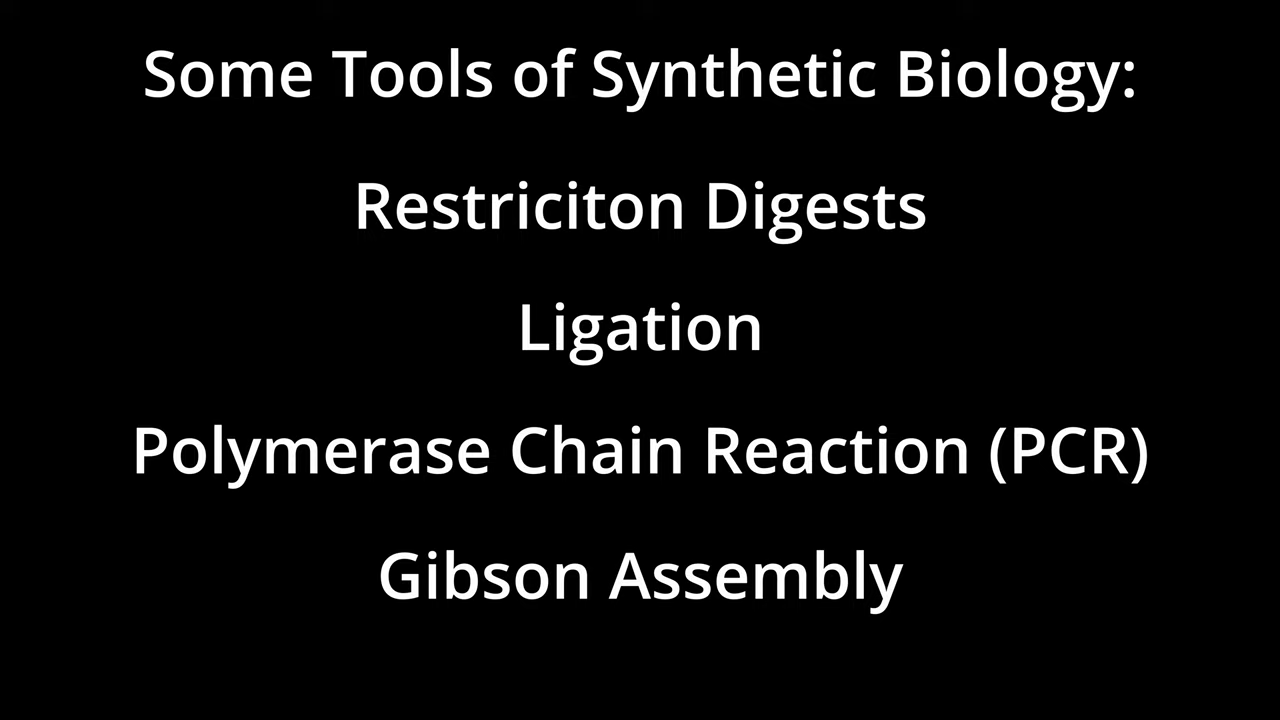 Some Tools of Synthetic Biology:
Restriciton Digests
Ligation
Polymerase Chain Reaction (PCR)
Gibson Assembly